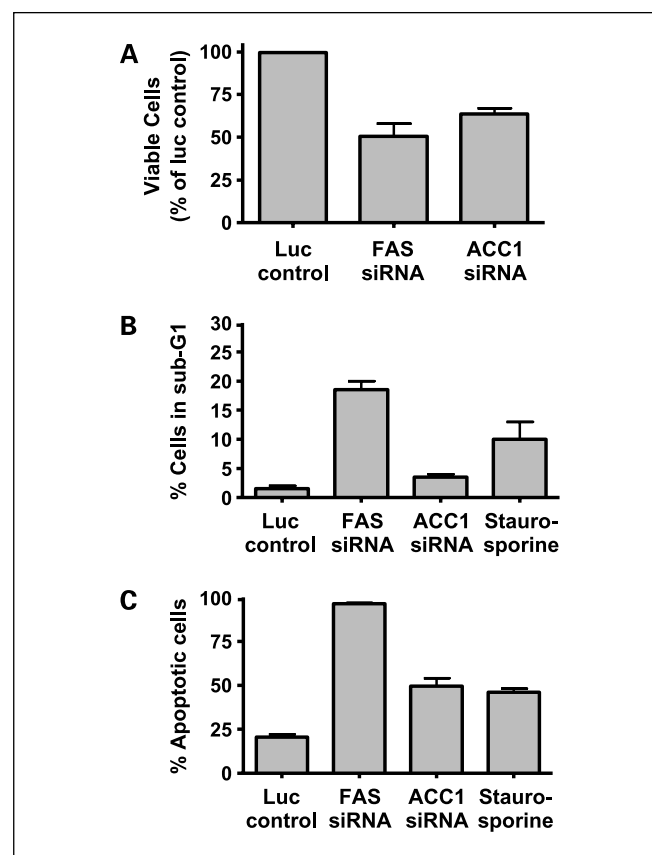 A
Viable Cells
(% of luc control)
100
75
50
25
0
Luc
control
FAS
siRNA
ACC1
siRNA
B
% Cells in sub-G1
30
25
20
15
10
5
0
Luc
control
FAS
siRNA
ACC1
siRNA
Stauro-
sporine
C
% Apoptotic cells
100
75
50
25
0
Luc
control
FAS
siRNA
ACC1
siRNA
Stauro-
sporine